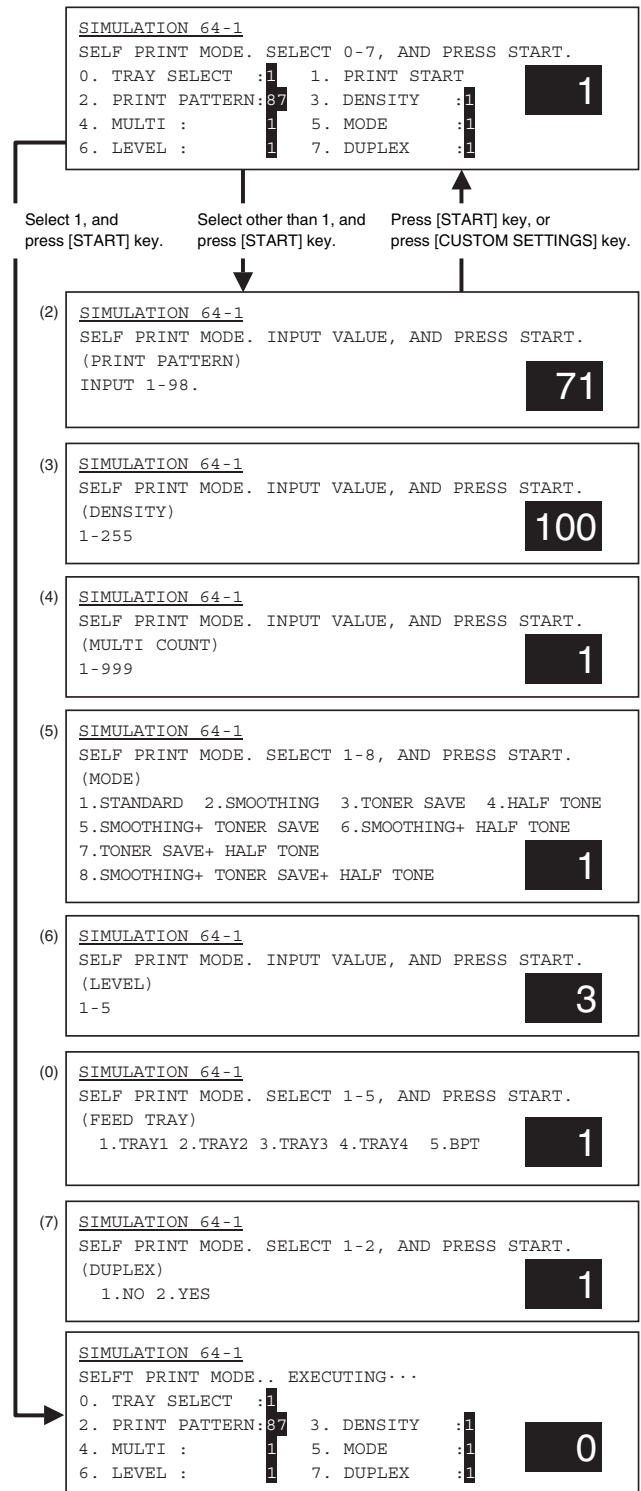 SIMULATION 64-1
SELF PRINT MODE. SELECT 0-7, AND PRESS START.
0. TRAY SELECT :1 1. PRINT START
2. PRINT PATTERN:87 3. DENSITY :1
4. MULTI : 1 5. MODE :1
6. LEVEL : 1 7. DUPLEX :1
1
Select 1, and
press [START] key.
Select other than 1, and
press [START] key.
Press [START] key, or
press [CUSTOM SETTINGS] key.
(2)
SIMULATION 64-1
SELF PRINT MODE. INPUT VALUE, AND PRESS START.
(PRINT PATTERN)
INPUT 1-98.
71
(3)
SIMULATION 64-1
SELF PRINT MODE. INPUT VALUE, AND PRESS START.
(DENSITY)
1-255
100
(4)
SIMULATION 64-1
SELF PRINT MODE. INPUT VALUE, AND PRESS START.
(MULTI COUNT)
1-999
1
(5)
SIMULATION 64-1
SELF PRINT MODE. SELECT 1-8, AND PRESS START.
(MODE)
1.STANDARD 2.SMOOTHING 3.TONER SAVE 4.HALF TONE
5.SMOOTHING+ TONER SAVE 6.SMOOTHING+ HALF TONE
7.TONER SAVE+ HALF TONE
8.SMOOTHING+ TONER SAVE+ HALF TONE
1
(6)
SIMULATION 64-1
SELF PRINT MODE. INPUT VALUE, AND PRESS START.
(LEVEL)
1-5
3
(0)
SIMULATION 64-1
SELF PRINT MODE. SELECT 1-5, AND PRESS START.
(FEED TRAY)
1.TRAY1 2.TRAY2 3.TRAY3 4.TRAY4 5.BPT
1
(7)
SIMULATION 64-1
SELF PRINT MODE. SELECT 1-2, AND PRESS START.
(DUPLEX)
1.NO 2.YES
1
SIMULATION 64-1
SELFT PRINT MODE.. EXECUTING···
0. TRAY SELECT :1
2. PRINT PATTERN:87 3. DENSITY :1
4. MULTI : 1 5. MODE :1
6. LEVEL : 1 7. DUPLEX :1
0